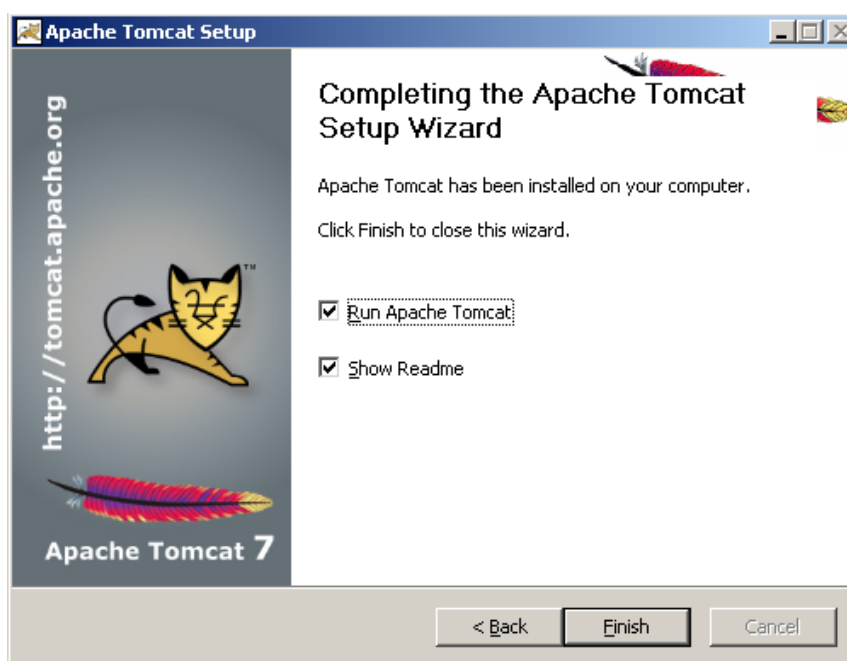 Apache Tomcat Setup
http://tomcat.apache.org
TM
Apache Tomcat 7
Completing the Apache Tomcat
Setup Wizard
Apache Tomcat has been installed on your computer.
Click Finish to close this wizard.
Run Apache Tomcat
Show Readme
< Back
Finish
Cancel